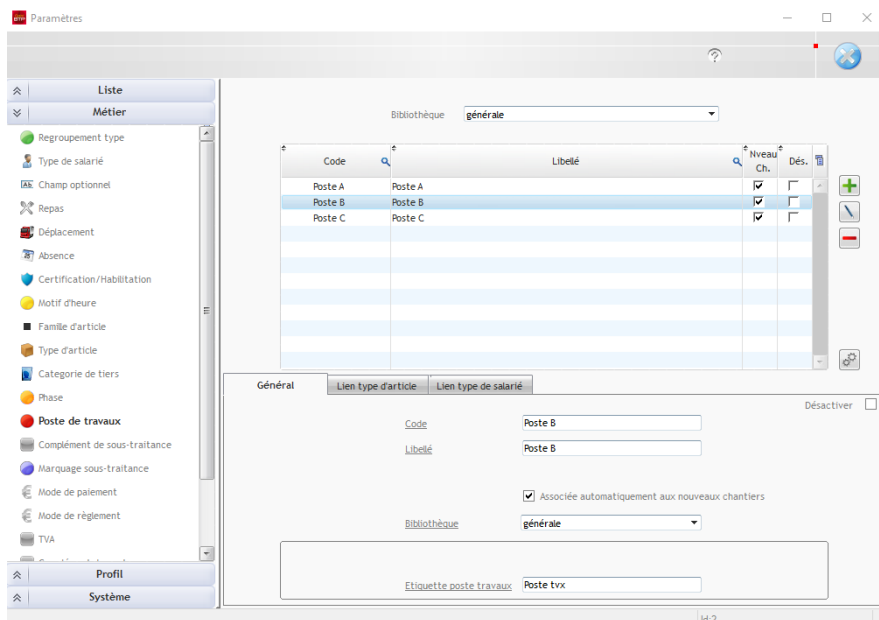 Paramètres
Liste
Métier
Regroupement type
Type de salarié
Champ optionnel
Repas
Déplacement
Absence
Certification/Habilitation
Motif d'heure
Famille d'article
Type d'article
Categorie de tiers
Phase
Poste de travaux
Complément de sous-traitance
Marquage sous-traitance
Mode de paiement
Mode de règlement
TVA
Profil
Système
Bibliothèque générale
Code Libellé Nveau Ch. Dés.
Poste A Poste A
Poste B Poste B
Poste C Poste C
Général Lien type d'article Lien type de salarié
Désactiver
Code Poste B
Libellé Poste B
Associée automatiquement aux nouveaux chantiers
Bibliothèque générale
Etiquette poste travaux Poste tvx